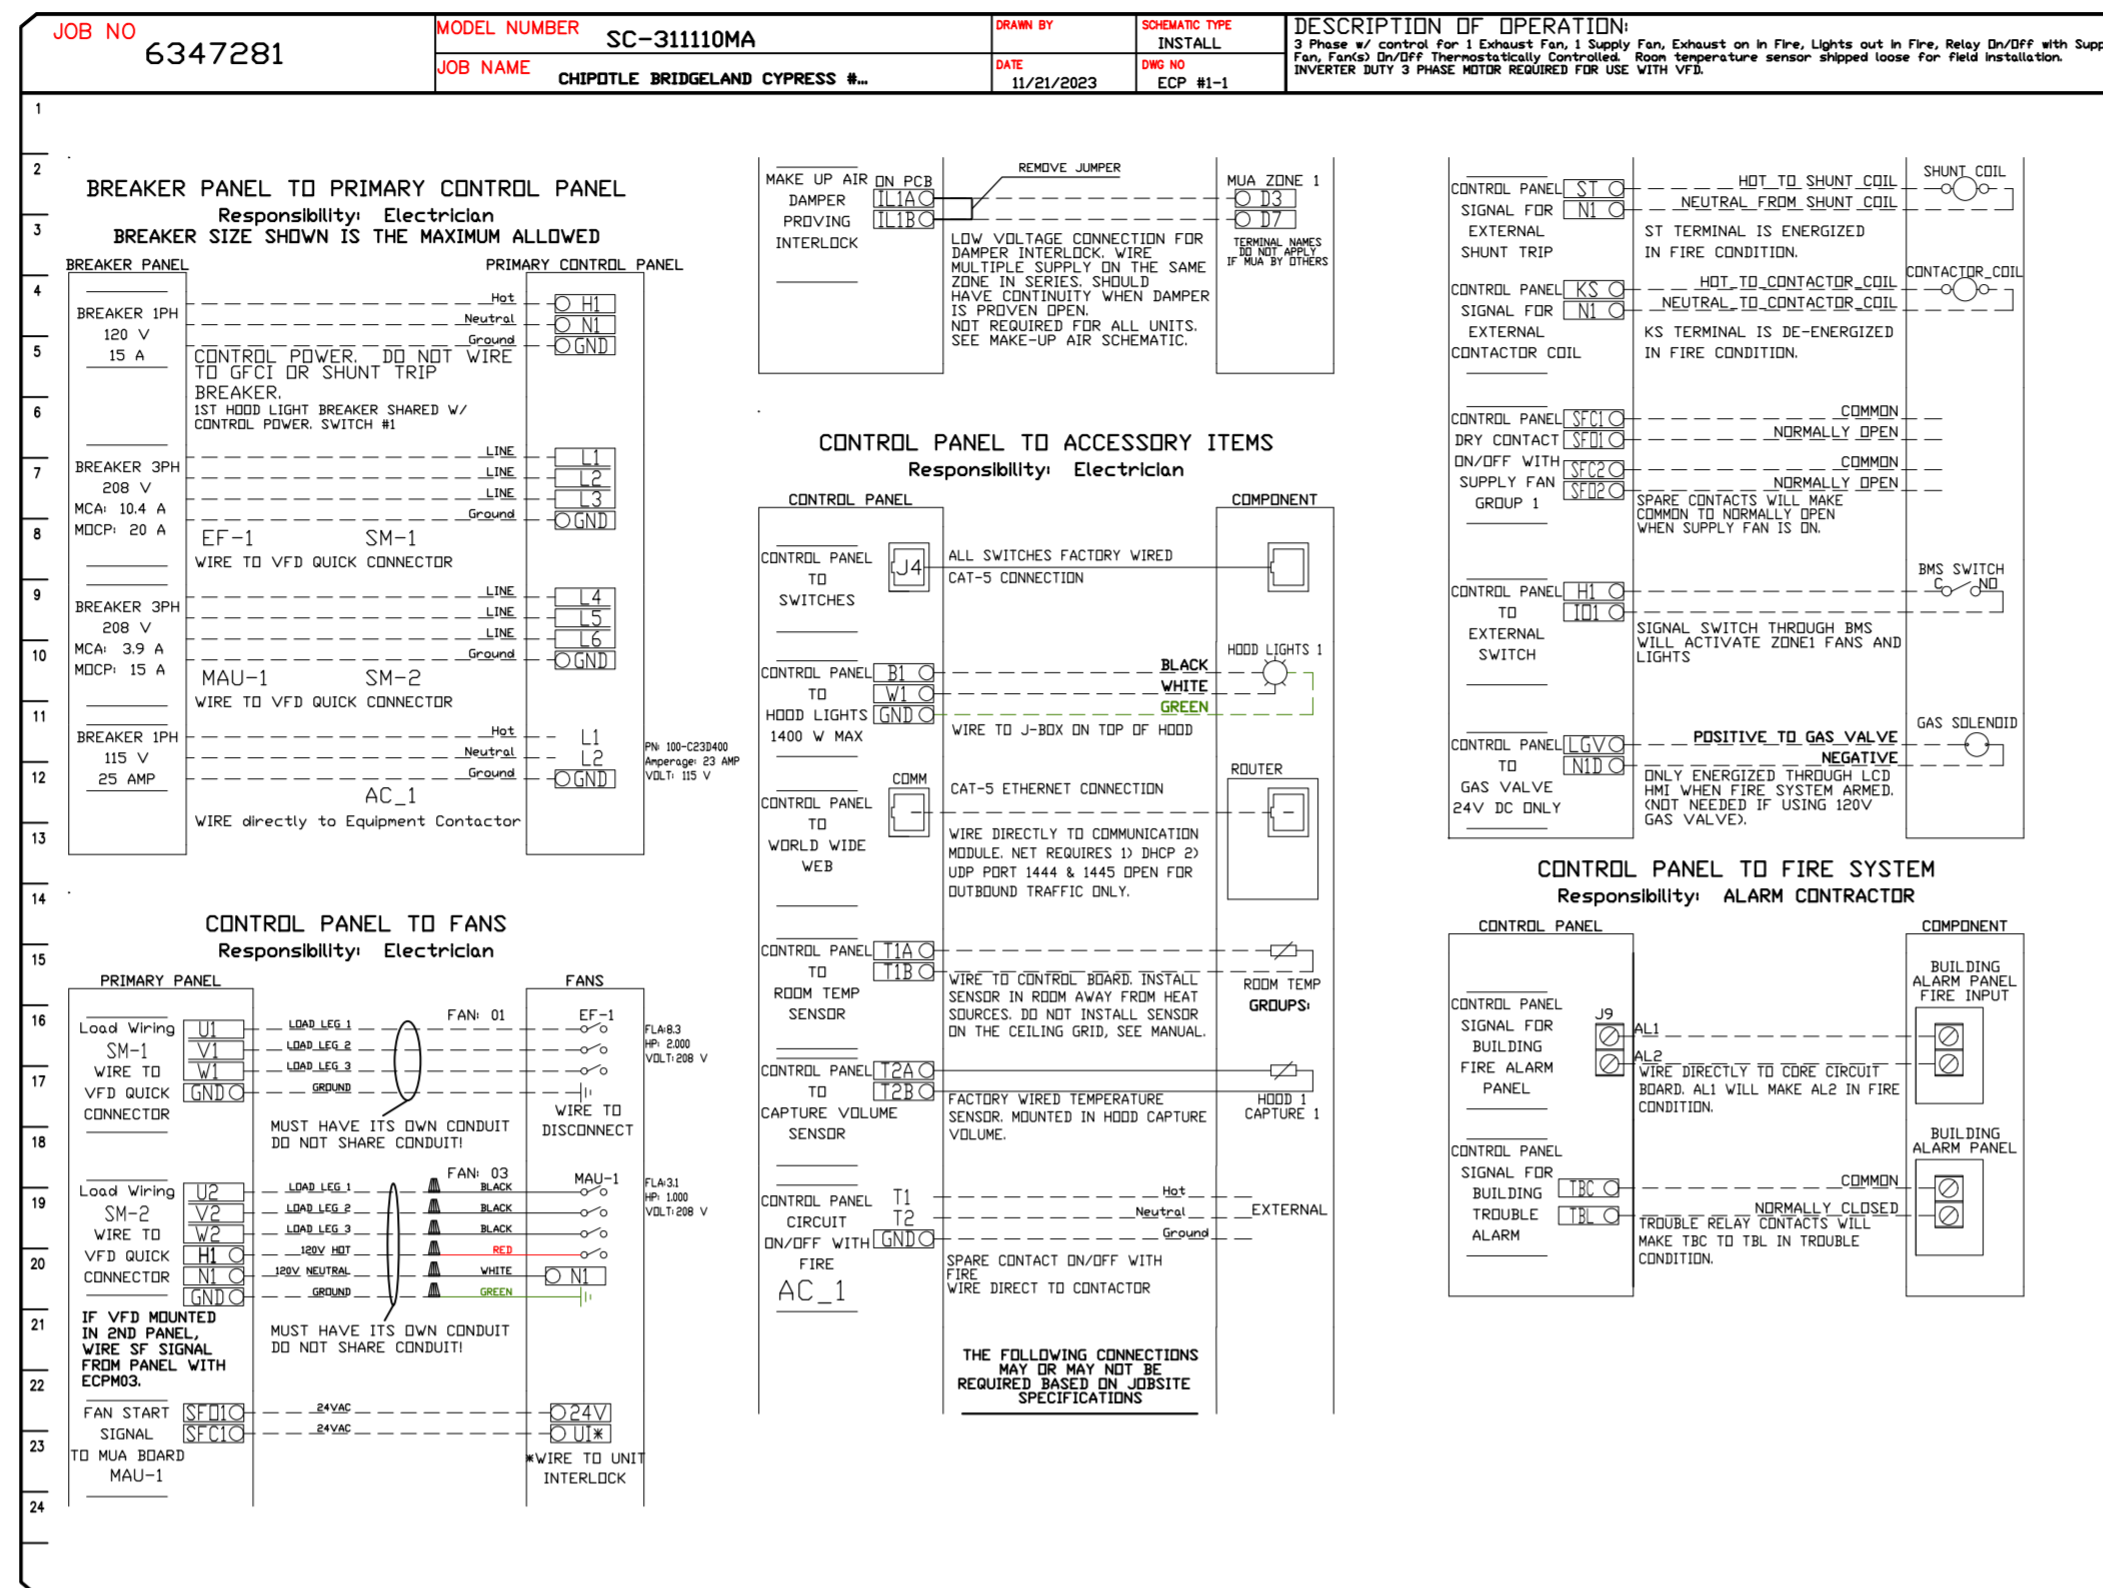 JOB NO
6347281
MODEL NUMBER
SC-311110MA
JOB NAME
CHIPOTLE BRIDGELAND CYPRESS #...
DRAWN BY
DATE
11/21/2023
SCHEMATIC TYPE
INSTALL
DWG NO
ECP #1-1
DESCRIPTION OF OPERATION:
3 Phase w/ control for 1 Exhaust Fan, 1 Supply Fan, Exhaust on in Fire, Lights out in Fire, Relay On/Off with Supp
Fan, Fan(s) On/Off Thermostatically Controlled. Room temperature sensor shipped loose for field installation.
INVERTER DUTY 3 PHASE MOTOR REQUIRED FOR USE WITH VFD.
1
2
3
4
5
6
7
8
9
10
11
12
13
14
15
16
17
18
19
20
21
22
23
24
BREAKER PANEL TO PRIMARY CONTROL PANEL
Responsibility: Electrician
BREAKER SIZE SHOWN IS THE MAXIMUM ALLOWED
BREAKER PANEL
PRIMARY CONTROL PANEL
BREAKER 1PH
120 V
15 A
Hot
H1
Neutral
N1
Ground
GND
CONTROL POWER. DO NOT WIRE
TO GFCI OR SHUNT TRIP
BREAKER.
1ST HOOD LIGHT BREAKER SHARED W/
CONTROL POWER. SWITCH #1
BREAKER 3PH
208 V
MCA: 10.4 A
MOCP: 20 A
LINE
L1
LINE
L2
LINE
L3
Ground
GND
EF-1 SM-1
WIRE TO VFD QUICK CONNECTOR
BREAKER 3PH
208 V
MCA: 3.9 A
MOCP: 15 A
LINE
L4
LINE
L5
LINE
L6
Ground
GND
MAU-1 SM-2
WIRE TO VFD QUICK CONNECTOR
BREAKER 1PH
115 V
25 AMP
Hot
L1
Neutral
L2
Ground
GND
PN: 100-C23D400
Amperage: 23 AMP
VOLT: 115 V
AC_1
WIRE directly to Equipment Contactor
CONTROL PANEL TO FANS
Responsibility: Electrician
PRIMARY PANEL
FANS
Load Wiring
SM-1
WIRE TO
VFD QUICK
CONNECTOR
U1
V1
W1
GND
LOAD LEG 1
LOAD LEG 2
LOAD LEG 3
GROUND
FAN: 01
EF-1
FLA:8.3
HP: 2.000
VOLT:208 V
WIRE TO
DISCONNECT
MUST HAVE ITS OWN CONDUIT
DO NOT SHARE CONDUIT!
Load Wiring
SM-2
WIRE TO
VFD QUICK
CONNECTOR
U2
V2
W2
H1
N1
GND
LOAD LEG 1
LOAD LEG 2
LOAD LEG 3
120V HOT
120V NEUTRAL
GROUND
FAN: 03
BLACK
BLACK
BLACK
RED
WHITE
GREEN
MAU-1
N1
FLA:3.1
HP: 1.000
VOLT:208 V
IF VFD MOUNTED
IN 2ND PANEL,
WIRE SF SIGNAL
FROM PANEL WITH
ECPM03.
MUST HAVE ITS OWN CONDUIT
DO NOT SHARE CONDUIT!
FAN START
SIGNAL
TO MUA BOARD
MAU-1
SFO1
SFC1
24VAC
24VAC
24V
UI*
*WIRE TO UNIT
INTERLOCK
MAKE UP AIR
DAMPER
PROVING
INTERLOCK
ON PCB
IL1A
IL1B
REMOVE JUMPER
MUA ZONE 1
D3
D7
TERMINAL NAMES
DO NOT APPLY
IF MUA BY OTHERS
LOW VOLTAGE CONNECTION FOR
DAMPER INTERLOCK. WIRE
MULTIPLE SUPPLY ON THE SAME
ZONE IN SERIES. SHOULD
HAVE CONTINUITY WHEN DAMPER
IS PROVEN OPEN.
NOT REQUIRED FOR ALL UNITS.
SEE MAKE-UP AIR SCHEMATIC.
CONTROL PANEL TO ACCESSORY ITEMS
Responsibility: Electrician
CONTROL PANEL
COMPONENT
CONTROL PANEL
TO
SWITCHES
J4
ALL SWITCHES FACTORY WIRED
CAT-5 CONNECTION
CONTROL PANEL
TO
HOOD LIGHTS
1400 W MAX
B1
W1
GND
BLACK
WHITE
GREEN
HOOD LIGHTS 1
WIRE TO J-BOX ON TOP OF HOOD
CONTROL PANEL
TO
WORLD WIDE
WEB
COMM
CAT-5 ETHERNET CONNECTION
ROUTER
WIRE DIRECTLY TO COMMUNICATION
MODULE. NET REQUIRES 1) DHCP 2)
UDP PORT 1444 & 1445 OPEN FOR
OUTBOUND TRAFFIC ONLY.
CONTROL PANEL
TO
ROOM TEMP
SENSOR
T1A
T1B
WIRE TO CONTROL BOARD. INSTALL
SENSOR IN ROOM AWAY FROM HEAT
SOURCES. DO NOT INSTALL SENSOR
ON THE CEILING GRID, SEE MANUAL.
ROOM TEMP
GROUPS:
CONTROL PANEL
TO
CAPTURE VOLUME
SENSOR
T2A
T2B
FACTORY WIRED TEMPERATURE
SENSOR. MOUNTED IN HOOD CAPTURE
VOLUME.
HOOD 1
CAPTURE 1
CONTROL PANEL
CIRCUIT
ON/OFF WITH
FIRE
AC_1
T1
T2
GND
Hot
Neutral
Ground
EXTERNAL
SPARE CONTACT ON/OFF WITH
FIRE
WIRE DIRECT TO CONTACTOR
THE FOLLOWING CONNECTIONS
MAY OR MAY NOT BE
REQUIRED BASED ON JOBSITE
SPECIFICATIONS
CONTROL PANEL
SIGNAL FOR
EXTERNAL
SHUNT TRIP
ST
N1
HOT TO SHUNT COIL
NEUTRAL FROM SHUNT COIL
SHUNT COIL
ST TERMINAL IS ENERGIZED
IN FIRE CONDITION.
CONTROL PANEL
SIGNAL FOR
EXTERNAL
CONTACTOR COIL
KS
N1
HOT TO CONTACTOR COIL
NEUTRAL TO CONTACTOR COIL
CONTACTOR COIL
KS TERMINAL IS DE-ENERGIZED
IN FIRE CONDITION.
CONTROL PANEL
DRY CONTACT
ON/OFF WITH
SUPPLY FAN
GROUP 1
SFC1
SFO1
SFC2
SFO2
COMMON
NORMALLY OPEN
COMMON
NORMALLY OPEN
SPARE CONTACTS WILL MAKE
COMMON TO NORMALLY OPEN
WHEN SUPPLY FAN IS ON.
CONTROL PANEL
TO
EXTERNAL
SWITCH
H1
IO1
BMS SWITCH
C
NO
SIGNAL SWITCH THROUGH BMS
WILL ACTIVATE ZONE1 FANS AND
LIGHTS
CONTROL PANEL
TO
GAS VALVE
24V DC ONLY
LGV
N1D
POSITIVE TO GAS VALVE
NEGATIVE
GAS SOLENOID
ONLY ENERGIZED THROUGH LCD
HMI WHEN FIRE SYSTEM ARMED.
(NOT NEEDED IF USING 120V
GAS VALVE).
CONTROL PANEL TO FIRE SYSTEM
Responsibility: ALARM CONTRACTOR
CONTROL PANEL
COMPONENT
CONTROL PANEL
SIGNAL FOR
BUILDING
FIRE ALARM
PANEL
J9
AL1
AL2
WIRE DIRECTLY TO CORE CIRCUIT
BOARD. AL1 WILL MAKE AL2 IN FIRE
CONDITION.
BUILDING
ALARM PANEL
FIRE INPUT
CONTROL PANEL
SIGNAL FOR
BUILDING
TROUBLE
ALARM
TBC
TBL
COMMON
NORMALLY CLOSED
TROUBLE RELAY CONTACTS WILL
MAKE TBC TO TBL IN TROUBLE
CONDITION.
BUILDING
ALARM PANEL